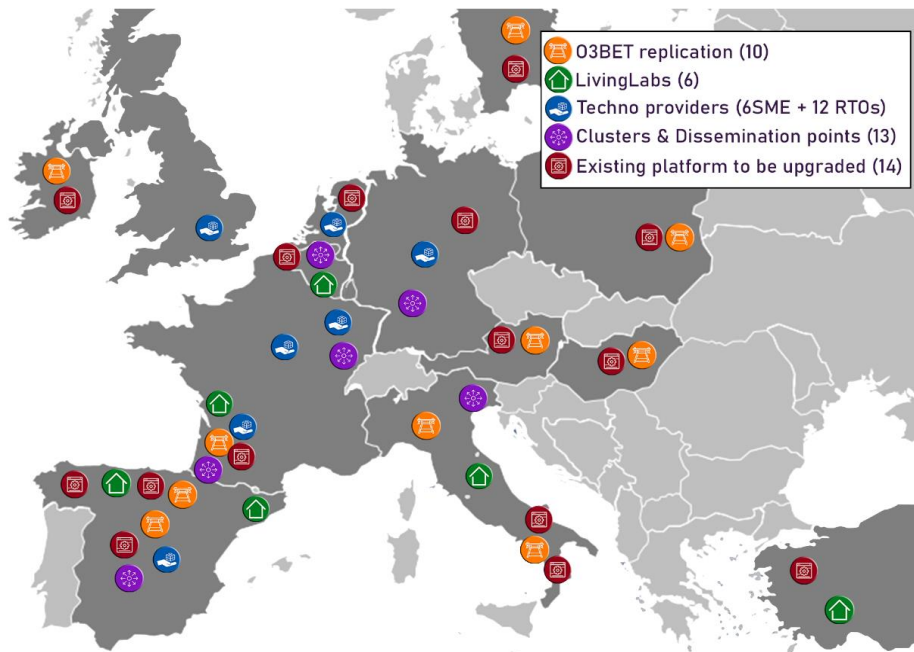 O3BET replication (10)
LivingLabs (6)
Techno providers (6SME + 12 RTOs)
Clusters & Dissemination points (13)
Existing platform to be upgraded (14)